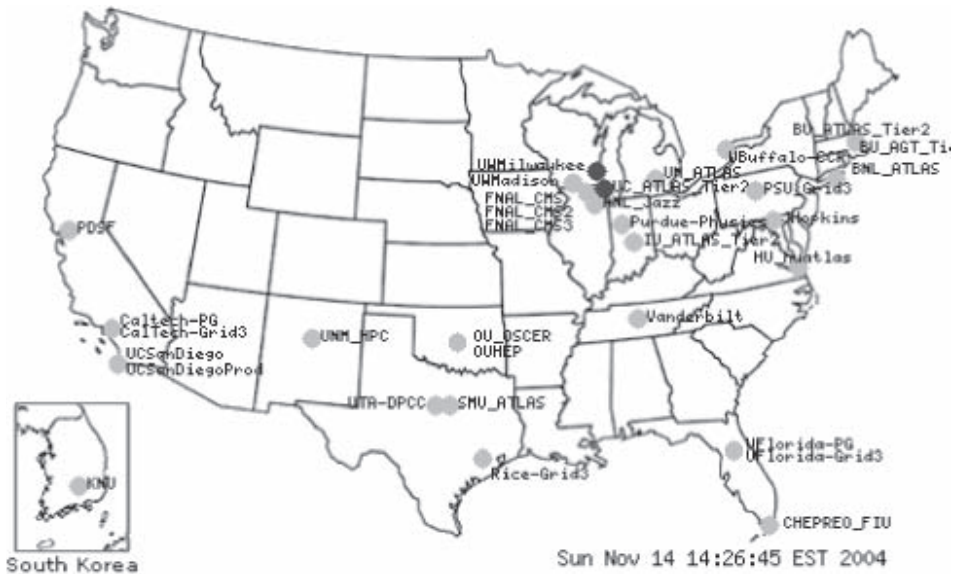 BU_ATLAS_Tier2
UBuffalo-CCR
BU_AGT_Tie
BNL_ATLAS
UWMilwaukee
UM_ATLAS
UWMadison
UC_ATLAS_Tier2
PSU_Grid3
FNAL_CMS
ANL_Jazz
FNAL_CMS2
FNAL_CMS3
Purdue-Physics
JHopkins
PDSF
IU_ATLAS_Tier2
HU_huatlas
Caltech-PG
CalTech-Grid3
Vanderbilt
UNM_HPC
OU_OSCER
OUHEP
UCSanDiego
UCSanDiegoProd
UTA-DPCC
SMU_ATLAS
UFlorida-PG
UFlorida-Grid3
Rice-Grid3
KNU
CHEPREO_FIU
South Korea
Sun Nov 14 14:26:45 EST 2004